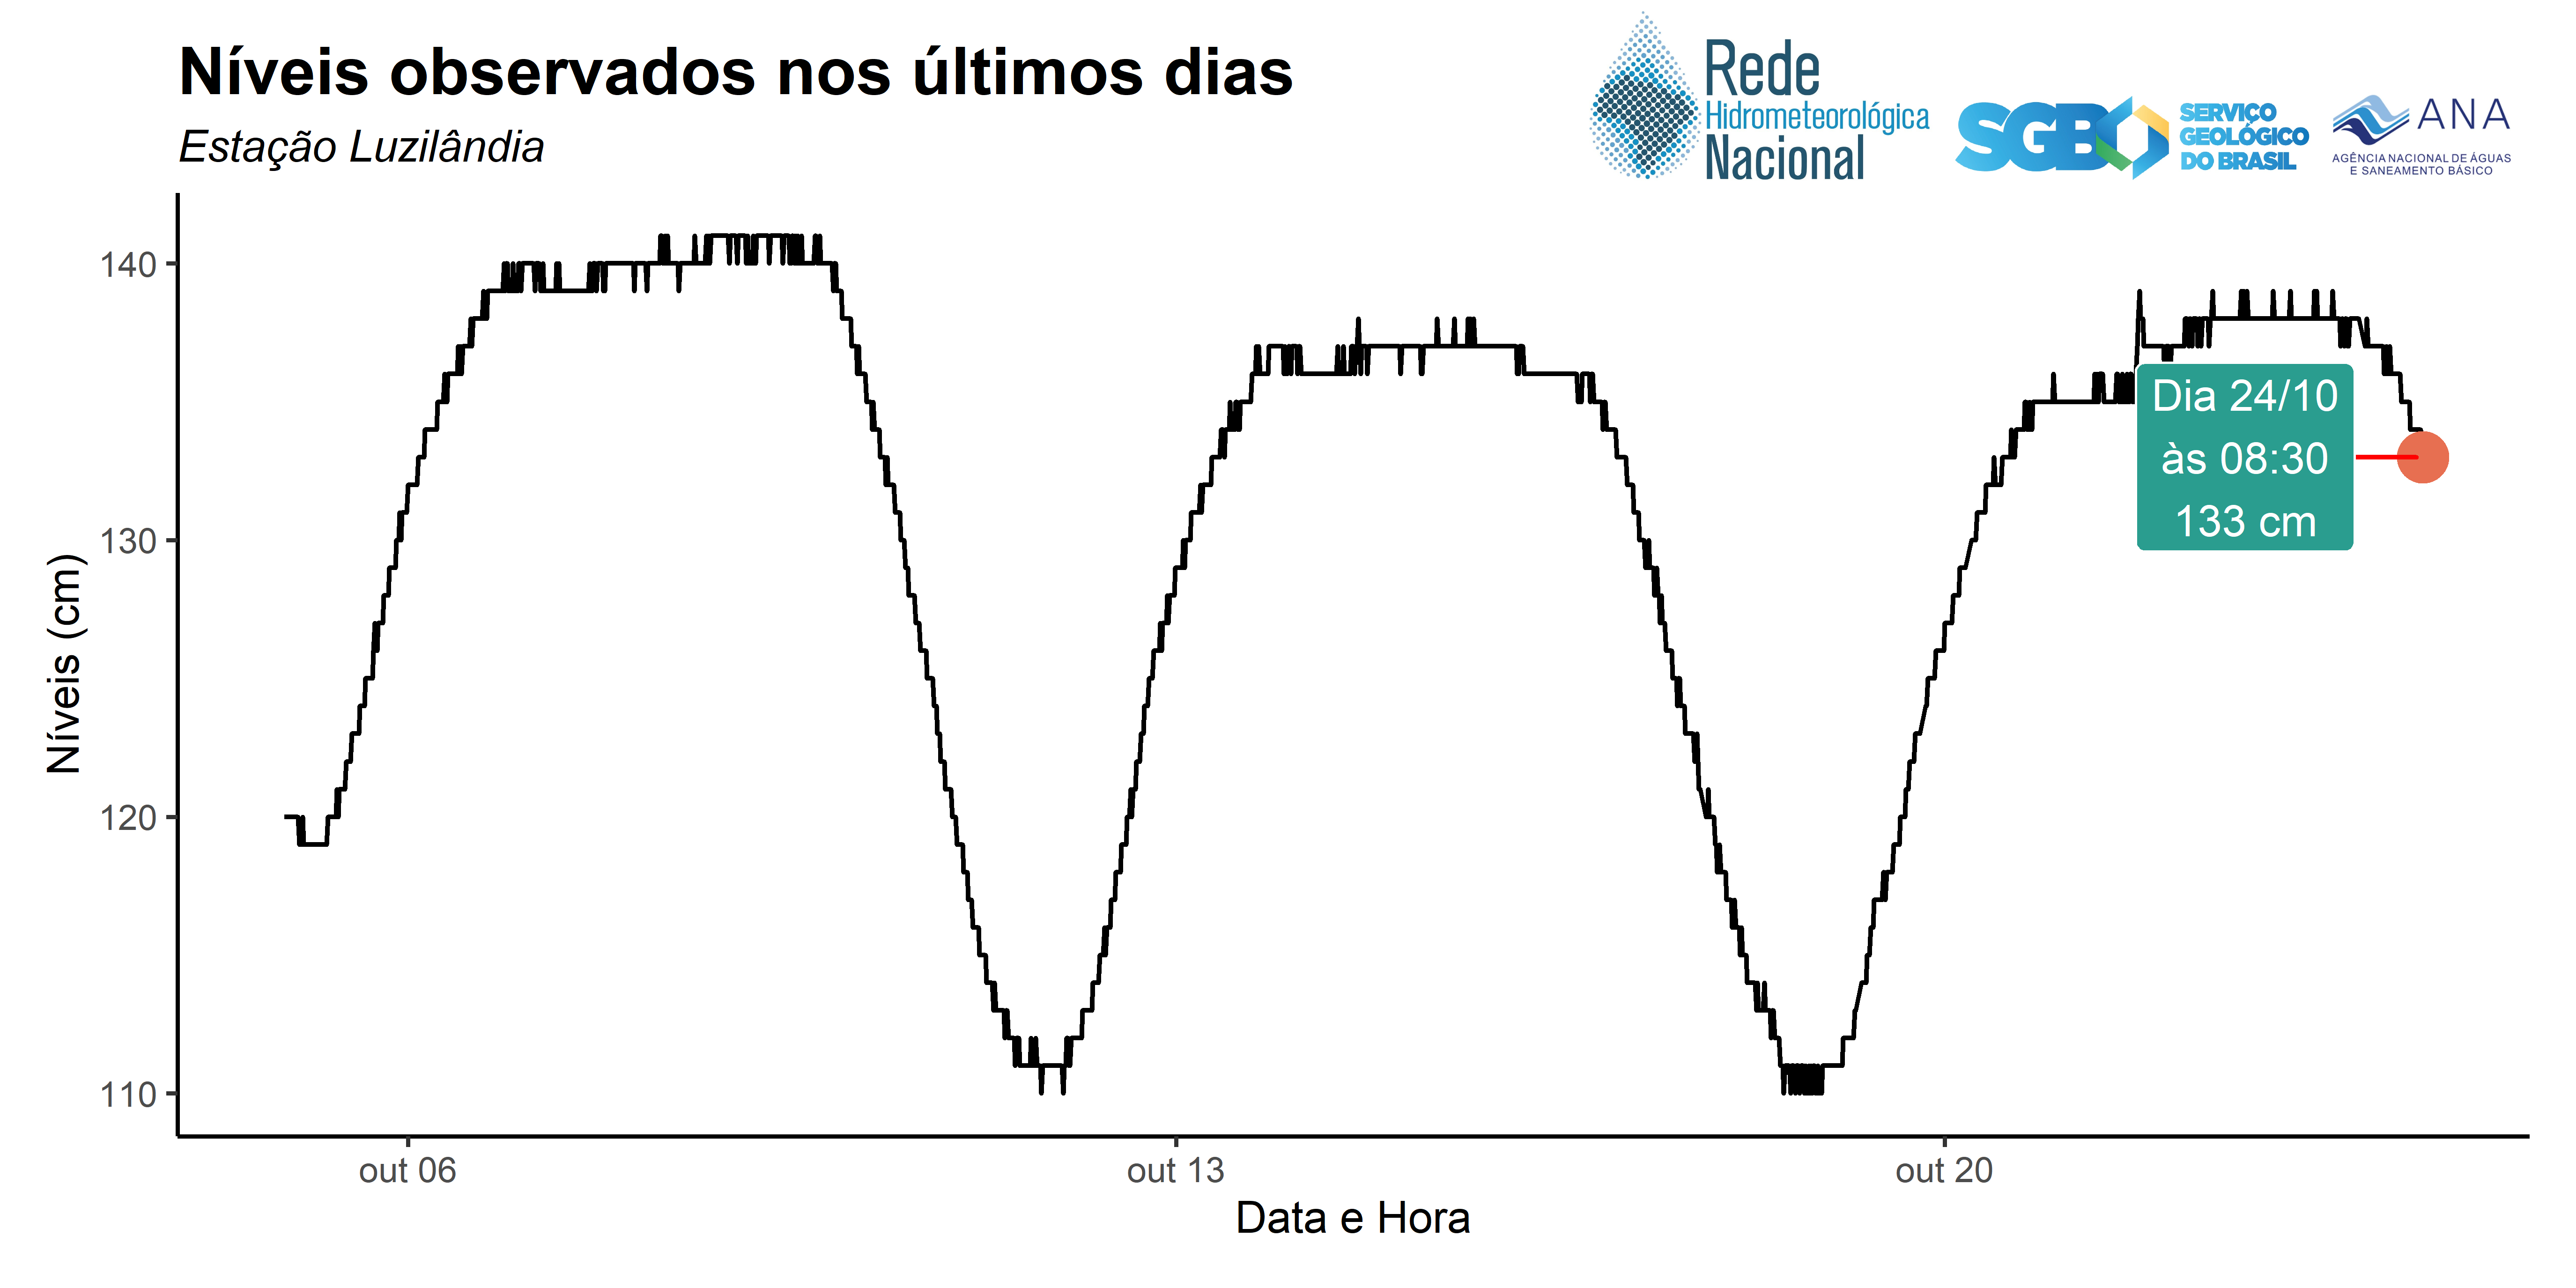 Níveis observados nos últimos dias
Estação Luzilândia
Rede
Hidrometeorológica
Nacional
SGB
SERVIÇO
GEOLÓGICO
DO BRASIL
ANA
AGÊNCIA NACIONAL DE ÁGUAS
E SANEAMENTO BÁSICO
140
130
120
110
Níveis (cm)
Dia 24/10
às 08:30
133 cm
out 06
out 13
out 20
Data e Hora